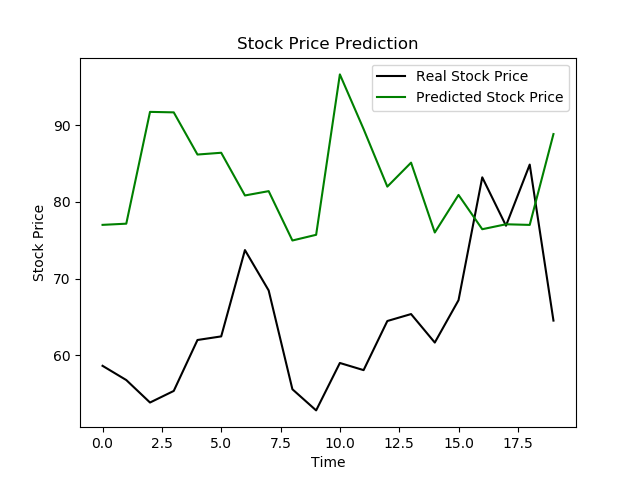 Stock Price Prediction
Real Stock Price
Predicted Stock Price
Stock Price
90
80
70
60
0.0 2.5 5.0 7.5 10.0 12.5 15.0 17.5
Time